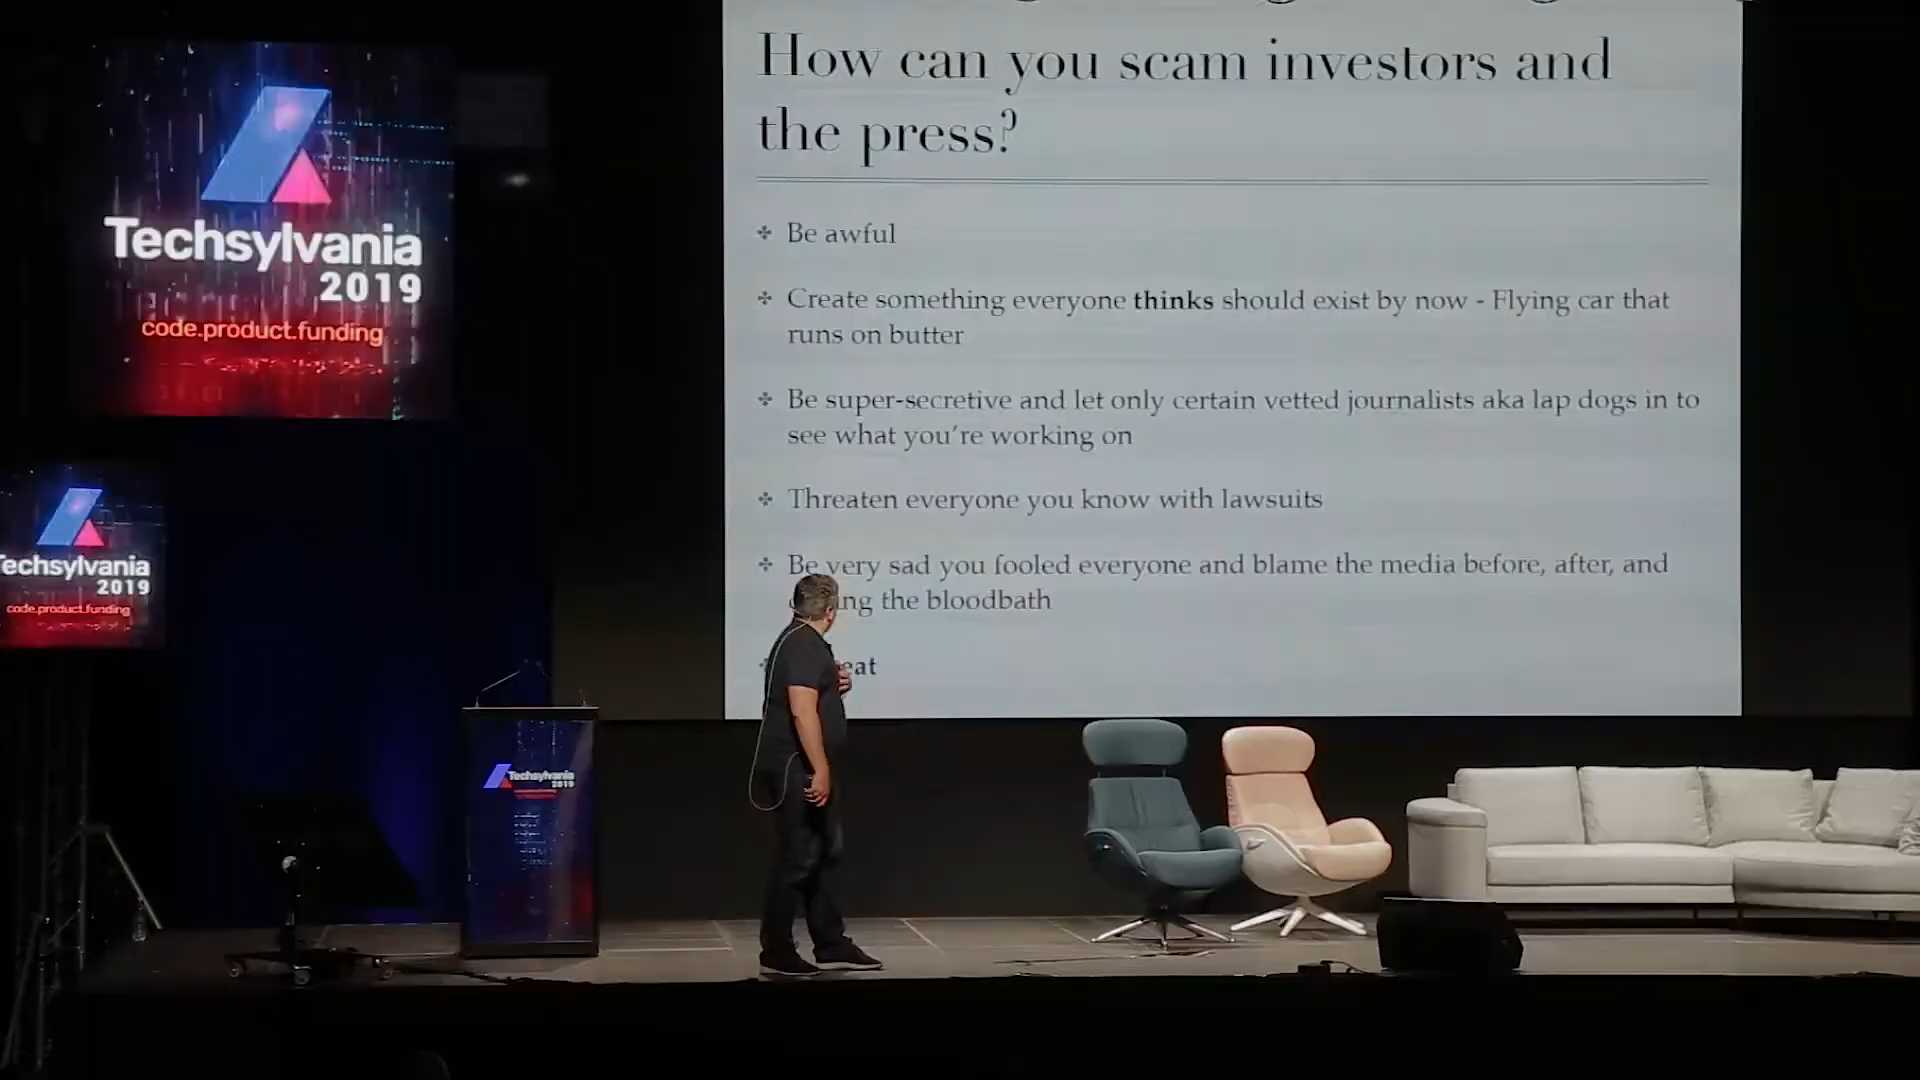 How can you scam investors and
the press?
Be awful
Create something everyone thinks should exist by now - Flying car that
runs on butter
Be super-secretive and let only certain vetted journalists aka lap dogs in to
see what you're working on
Threaten everyone you know with lawsuits
Be very sad you fooled everyone and blame the media before, after, and
the bloodbath
Techsylvania
2019
code.product.funding
echsylvania
2019
code.product.funding
Techsylvania
2019